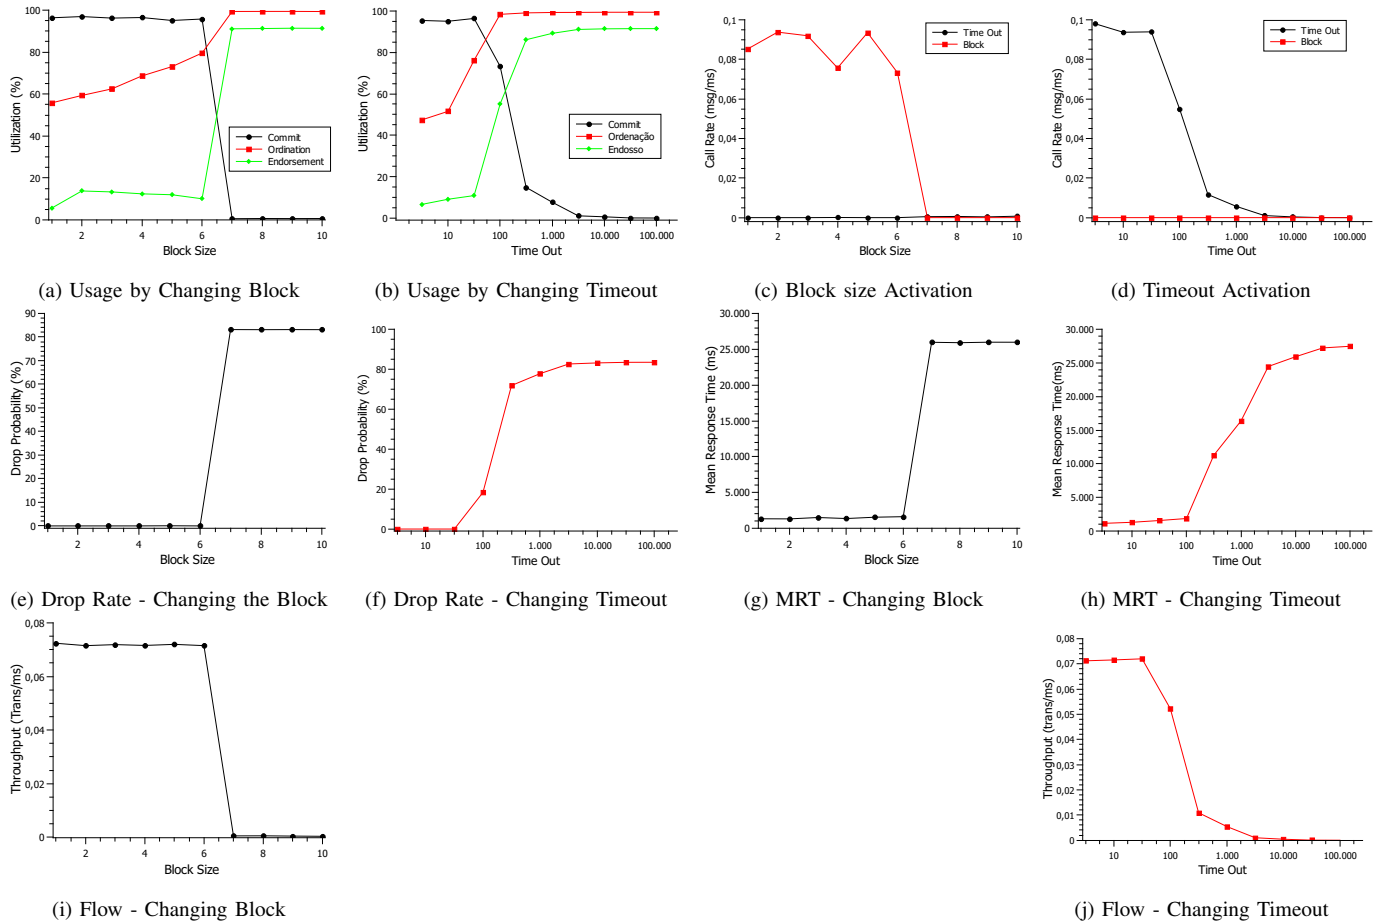 100
80
60
40
20
0
Utilization (%)
Commit
Ordination
Endorsement
2
4
6
8
10
Block Size
(a) Usage by Changing Block
100
80
60
40
20
0
Utilization (%)
Commit
Ordenação
Endosso
10
100
1.000
10.000
100.000
Time Out
(b) Usage by Changing Timeout
0,1
0,08
0,06
0,04
0,02
0
Call Rate (msg/ms)
Time Out
Block
2
4
6
8
10
Block Size
(c) Block size Activation
0,1
0,08
0,06
0,04
0,02
0
Call Rate (msg/ms)
Time Out
Block
10
100
1.000
10.000
100.000
Time Out
(d) Timeout Activation
90
80
70
60
50
40
30
20
10
0
Drop Probability (%)
2
4
6
8
10
Block Size
(e) Drop Rate - Changing the Block
100
80
60
40
20
0
Drop Probability (%)
10
100
1.000
10.000
100.000
Time Out
(f) Drop Rate - Changing Timeout
30.000
25.000
20.000
15.000
10.000
5.000
0
Mean Response Time (ms)
2
4
6
8
10
Block Size
(g) MRT - Changing Block
30.000
25.000
20.000
15.000
10.000
5.000
0
Mean Response Time(ms)
10
100
1.000
10.000
100.000
Time Out
(h) MRT - Changing Timeout
0,08
0,06
0,04
0,02
0
Throughput (Trans/ms)
2
4
6
8
10
Block Size
(i) Flow - Changing Block
0,08
0,07
0,06
0,05
0,04
0,03
0,02
0,01
0
Throughput (trans/ms)
10
100
1.000
10.000
100.000
Time Out
(j) Flow - Changing Timeout